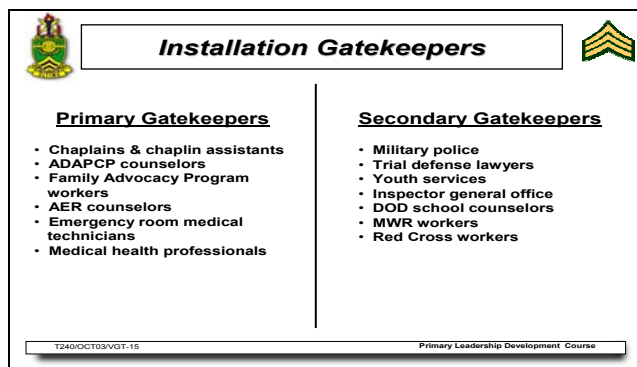 Installation Gatekeepers
Primary Gatekeepers
• Chaplains & chaplin assistants
• ADAPCP counselors
• Family Advocacy Program
workers
• AER counselors
• Emergency room medical
technicians
• Medical health professionals
Secondary Gatekeepers
• Military police
• Trial defense lawyers
• Youth services
• Inspector general office
• DOD school counselors
• MWR workers
• Red Cross workers
T240/OCT03/VGT-15
Primary Leadership Development Course